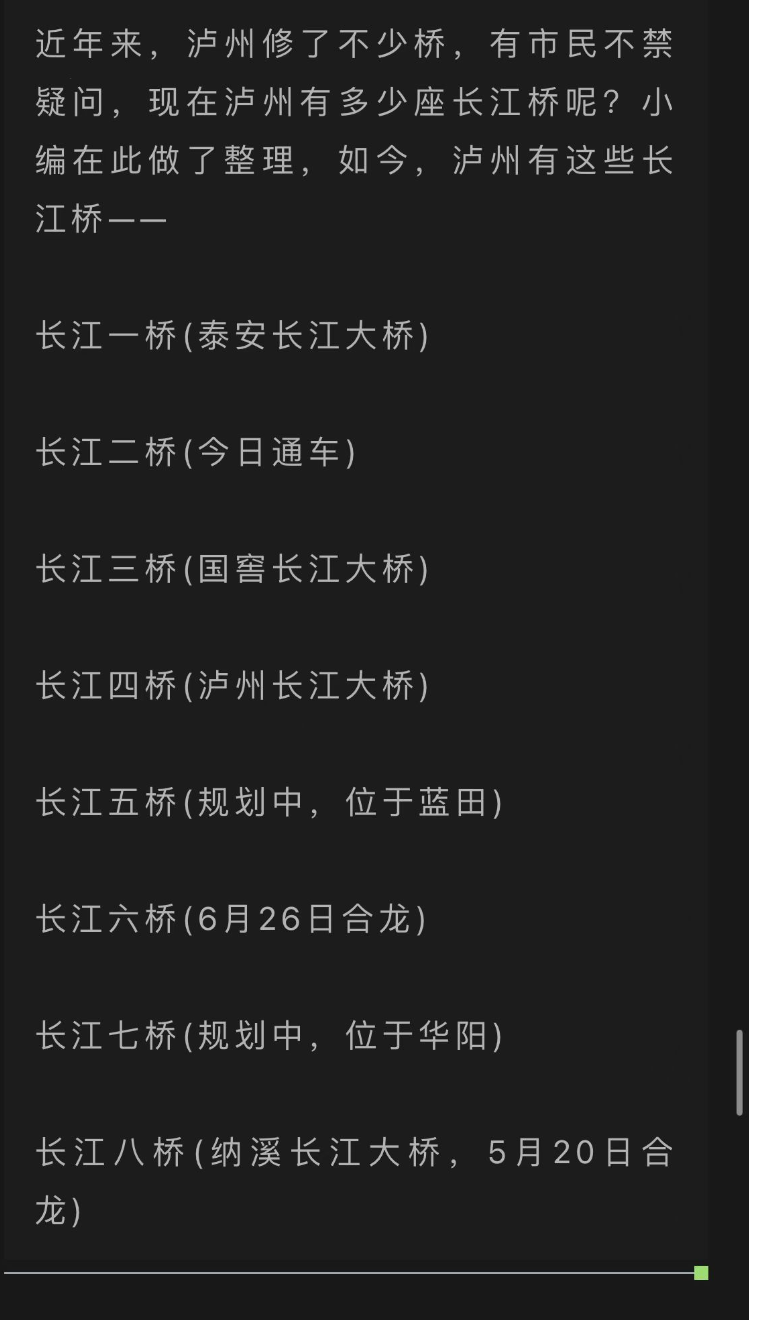 近年来，泸州修了不少桥，有市民不禁
疑问，现在泸州有多少座长江桥呢？小
编在此做了整理，如今，泸州有这些长
江桥——
长江一桥(泰安长江大桥)
长江二桥(今日通车)
长江三桥(国窖长江大桥)
长江四桥(泸州长江大桥)
长江五桥(规划中，位于蓝田)
长江六桥(6月26日合龙)
长江七桥(规划中，位于华阳)
长江八桥(纳溪长江大桥，5月20日合
龙)